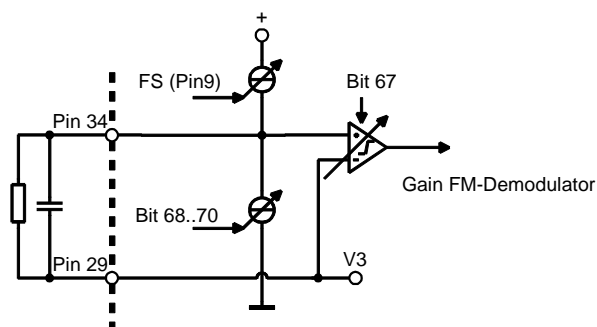 +
FS (Pin9)
Bit 67
Pin 34
+
-
Gain FM-Demodulator
Bit 68..70
Pin 29
V3